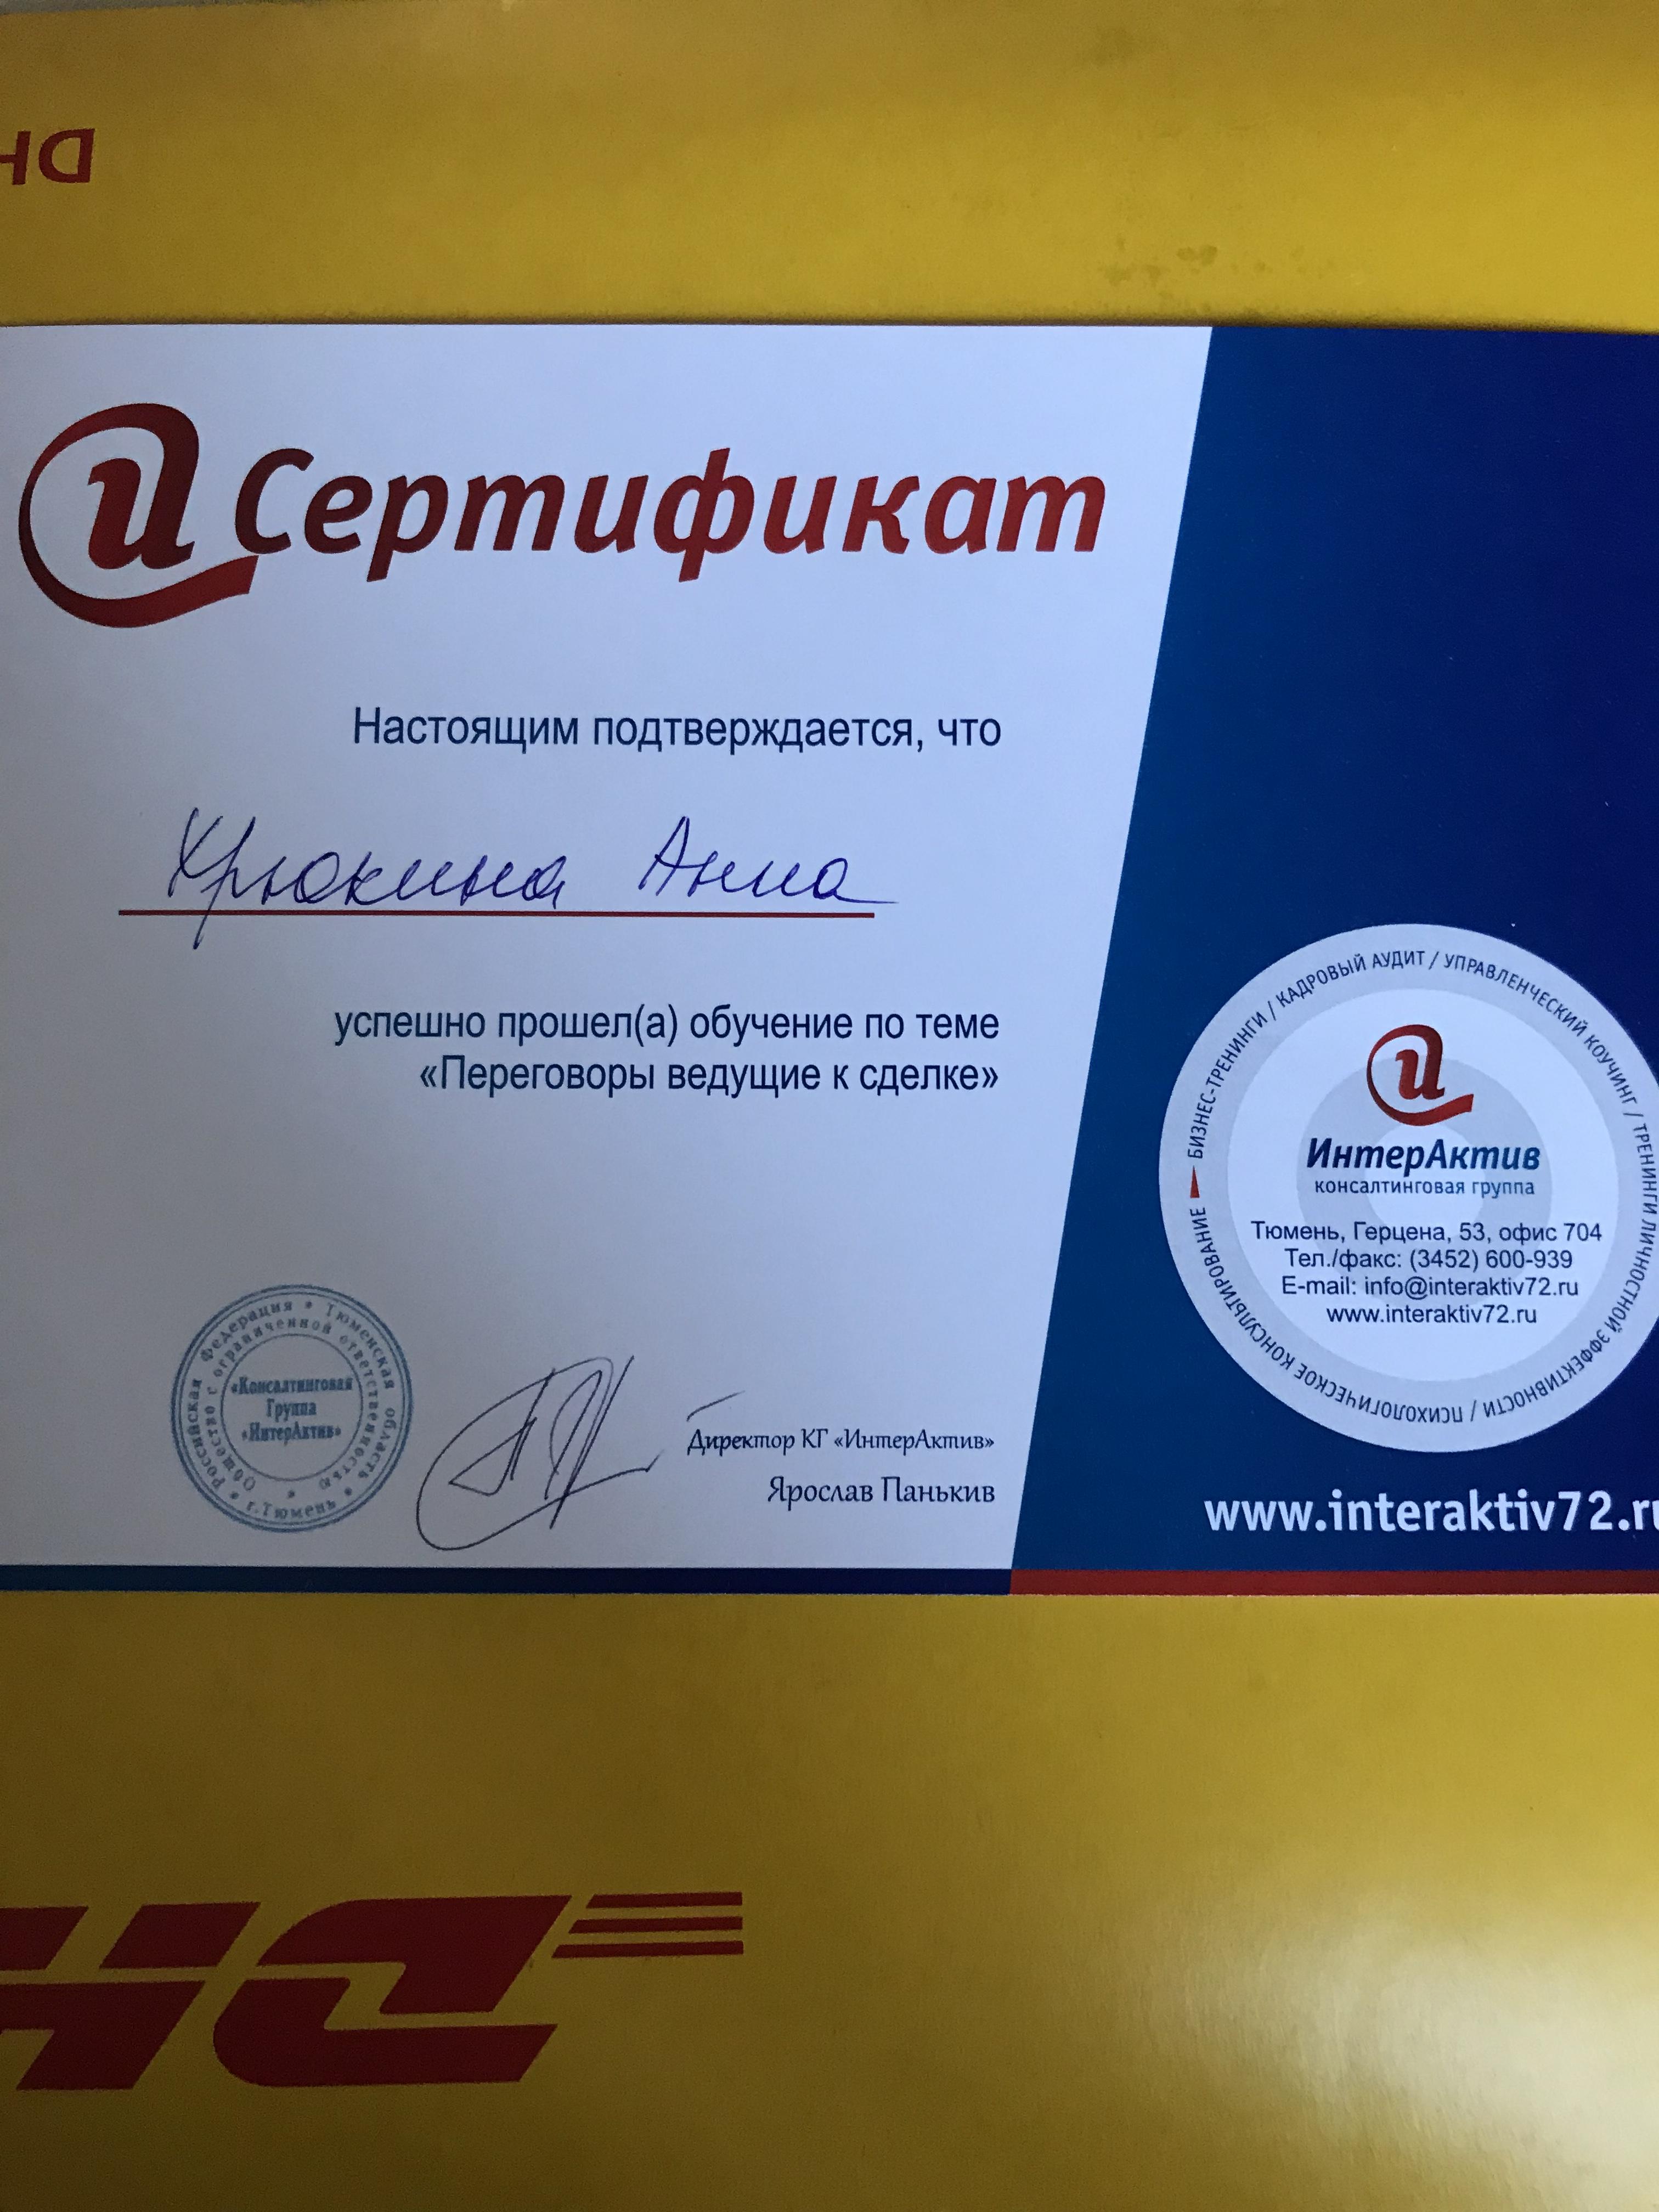 DH
Сертификат
Настоящим подтверждается, что
Хрюкина Анна
успешно прошел(а) обучение по теме
«Переговоры ведущие к сделке»
БИЗНЕС-ТРЕНИНГИ / КАДРОВЫЙ АУДИТ / УПРАВЛЕНЧЕСКИЙ КОУЧИНГ / ТРЕНИНГИ ЛИЧНОСТНОЙ ЭФФЕКТИВНОСТИ / ПСИХОЛОГИЧЕСКОЕ КОНСУЛЬТИРОВАНИЕ
и
ИнтерАктив
консалтинговая группа
Тюмень, Герцена, 53, офис 704
Тел./факс: (3452) 600-939
E-mail: info@interaktiv72.ru
www.interaktiv72.ru
Российская Федерация * Тюменская область * г.Тюмень *
Общество с ограниченной ответственностью *
«Консалтинговая
Группа
«ИнтерАктив»
Директор КГ «ИнтерАктив»
Ярослав Панькив
www.interaktiv72.ru
DH